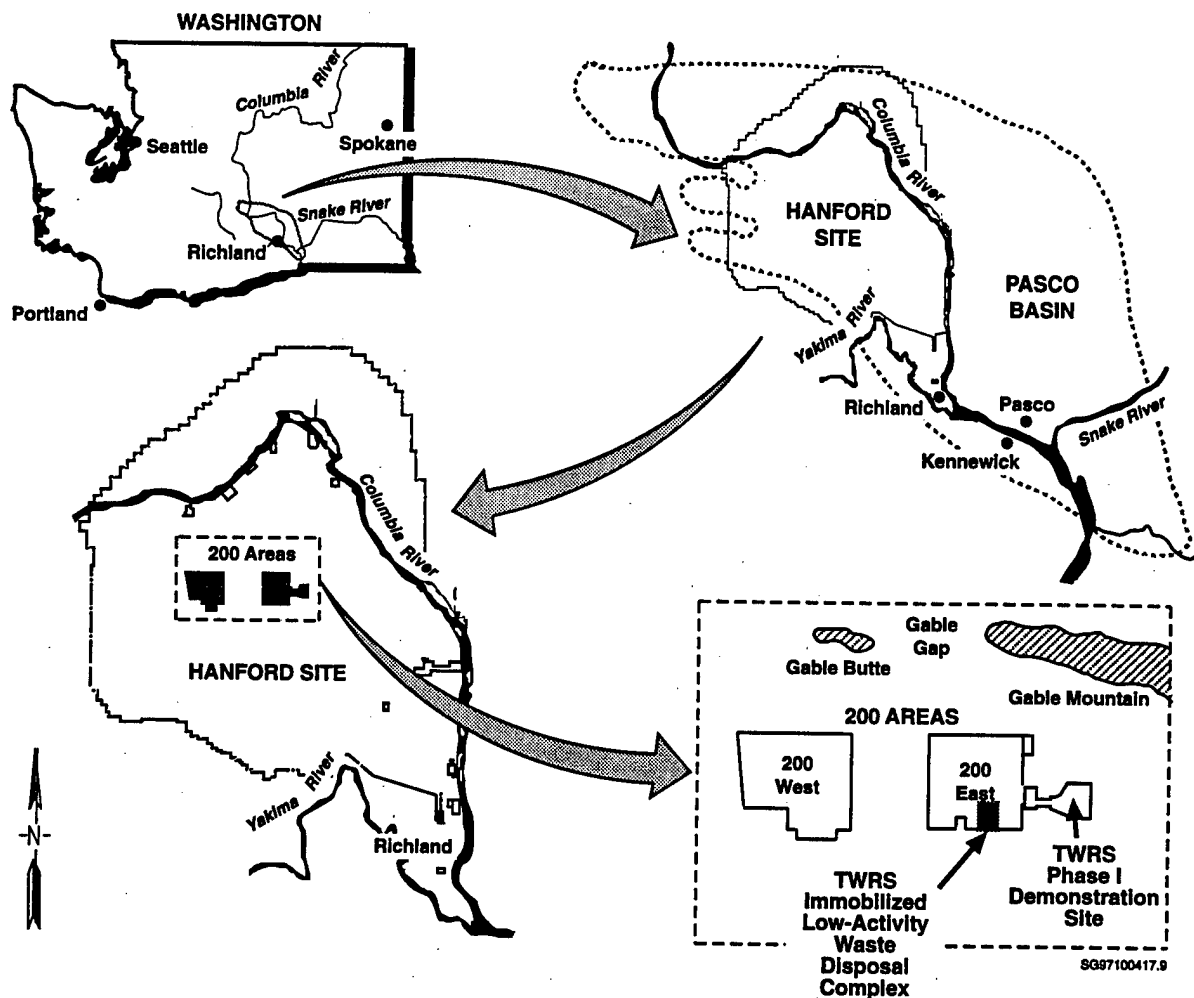 WASHINGTON
Columbia River
Seattle
Spokane
Snake River
Richland
Portland
Columbia River
HANFORD
SITE
PASCO
BASIN
Yakima River
Richland
Pasco
Kennewick
Snake River
Columbia River
200 Areas
HANFORD SITE
Yakima River
Richland
N
Gable
Gap
Gable Butte
Gable Mountain
200 AREAS
200
West
200
East
TWRS
Immobilized
Low-Activity
Waste
Disposal
Complex
TWRS
Phase I
Demonstration
Site
SG97100417.9